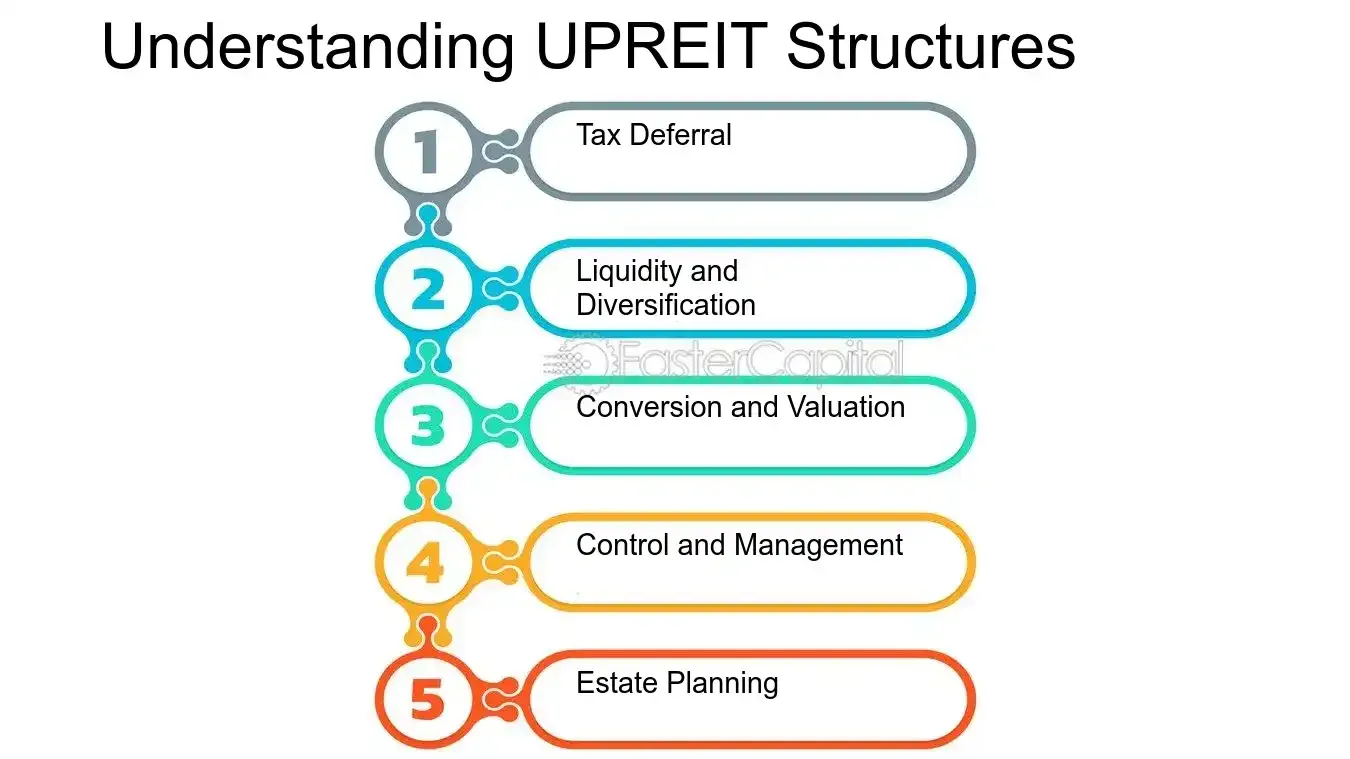 Understanding UPREIT Structures
1
Tax Deferral
2
Liquidity and
Diversification
FasterCapital
3
Conversion and Valuation
4
Control and Management
5
Estate Planning